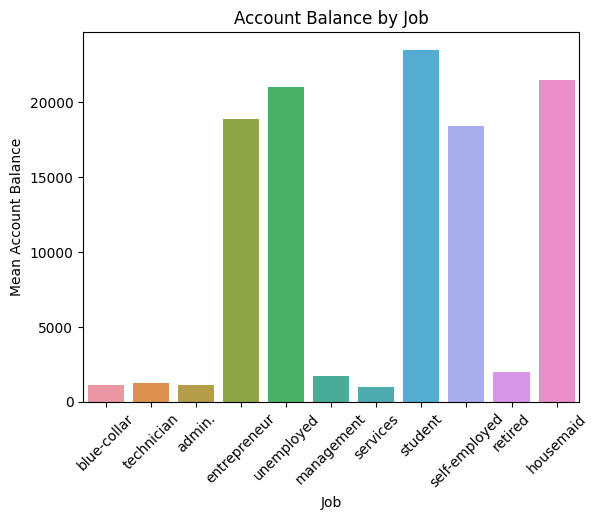 Account Balance by Job
Mean Account Balance
20000
15000
10000
5000
0
blue-collar
technician
admin.
entrepreneur
unemployed
management
services
student
self-employed
retired
housemaid
Job